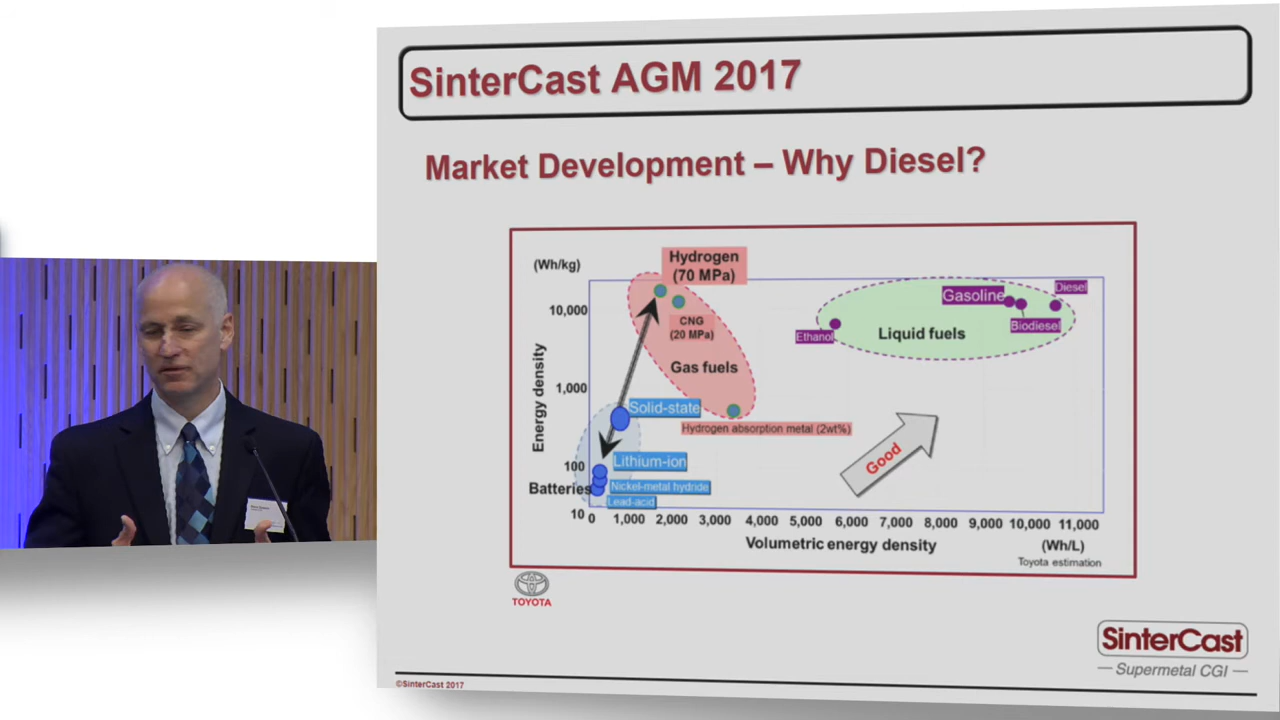 SinterCast AGM 2017
Market Development – Why Diesel?
(Wh/kg)
Hydrogen
(70 MPa)
CNG
(20 MPa)
Gas fuels
Gasoline
Diesel
Biodiesel
Ethanol
Liquid fuels
Solid-state
Hydrogen absorption metal (2wt%)
Lithium-ion
Nickel-metal hydride
Lead-acid
Batteries
Good
Energy density
10,000
1,000
100
10
0 1,000 2,000 3,000 4,000 5,000 6,000 7,000 8,000 9,000 10,000 11,000
Volumetric energy density
(Wh/L)
Toyota estimation
TOYOTA
SinterCast
— Supermetal CGI —
©SinterCast 2017